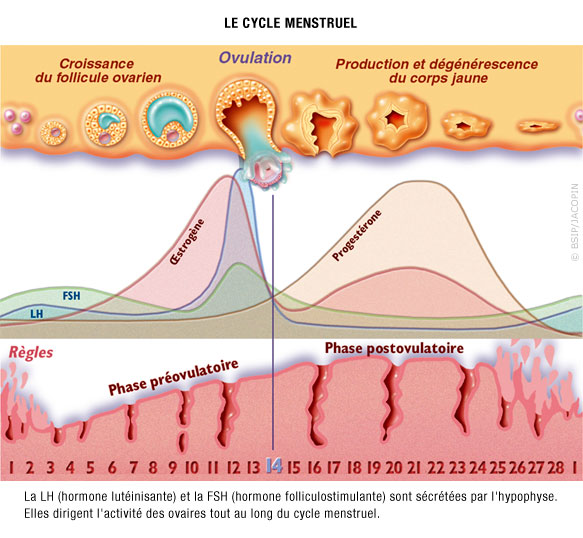 LE CYCLE MENSTRUEL
Croissance
du follicule ovarien
Ovulation
Production et dégénérescence
du corps jaune
© BSIP/JACOPIN
Œstrogène
Progestérone
FSH
LH
Règles
Phase préovulatoire
Phase postovulatoire
1 2 3 4 5 6 7 8 9 10 11 12 13 14 15 16 17 18 19 20 21 22 23 24 25 26 27 28 1
La LH (hormone lutéinisante) et la FSH (hormone folliculostimulante) sont sécrétées par l'hypophyse.
Elles dirigent l'activité des ovaires tout au long du cycle menstruel.